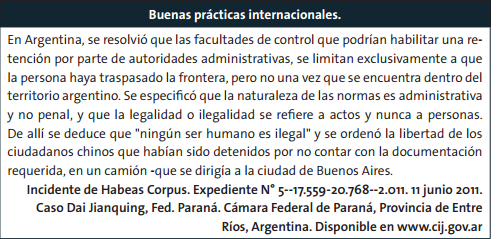 Buenas prácticas internacionales.
En Argentina, se resolvió que las facultades de control que podrían habilitar una re-
tención por parte de autoridades administrativas, se limitan exclusivamente a que
la persona haya traspasado la frontera, pero no una vez que se encuentra dentro del
territorio argentino. Se especificó que la naturaleza de las normas es administrativa
y no penal, y que la legalidad o ilegalidad se refiere a actos y nunca a personas.
De allí se deduce que "ningún ser humano es ilegal" y se ordenó la libertad de los
ciudadanos chinos que habían sido detenidos por no contar con la documentación
requerida, en un camión -que se dirigía a la ciudad de Buenos Aires.
Incidente de Habeas Corpus. Expediente N° 5--17.559-20.768--2.011. 11 junio 2011.
Caso Dai Jianquing, Fed. Paraná. Cámara Federal de Paraná, Provincia de Entre
Ríos, Argentina. Disponible en www.cij.gov.ar